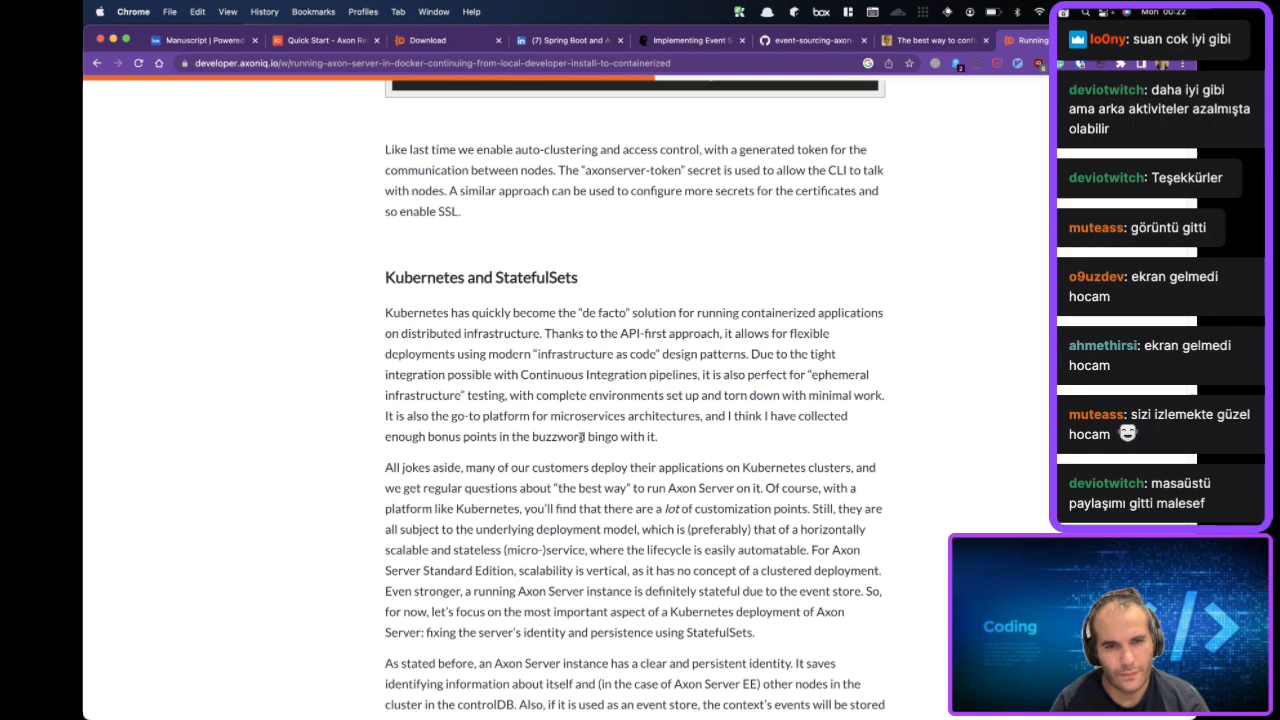 Chrome File Edit View History Bookmarks Profiles Tab Window Help
box
Mon 00:22
Manuscript | Powered
Quick Start - Axon Re
Download
(7) Spring Boot and A
Implementing Event S
event-sourcing-axon-
The best way to confi
Running
developer.axoniq.io/w/running-axon-server-in-docker-continuing-from-local-developer-install-to-containerized
Like last time we enable auto-clustering and access control, with a generated token for the
communication between nodes. The “axonserver-token” secret is used to allow the CLI to talk
with nodes. A similar approach can be used to configure more secrets for the certificates and
so enable SSL.
Kubernetes and StatefulSets
Kubernetes has quickly become the “de facto” solution for running containerized applications
on distributed infrastructure. Thanks to the API-first approach, it allows for flexible
deployments using modern “infrastructure as code” design patterns. Due to the tight
integration possible with Continuous Integration pipelines, it is also perfect for “ephemeral
infrastructure” testing, with complete environments set up and torn down with minimal work.
It is also the go-to platform for microservices architectures, and I think I have collected
enough bonus points in the buzzword bingo with it.
All jokes aside, many of our customers deploy their applications on Kubernetes clusters, and
we get regular questions about “the best way” to run Axon Server on it. Of course, with a
platform like Kubernetes, you’ll find that there are a lot of customization points. Still, they are
all subject to the underlying deployment model, which is (preferably) that of a horizontally
scalable and stateless (micro-)service, where the lifecycle is easily automatable. For Axon
Server Standard Edition, scalability is vertical, as it has no concept of a clustered deployment.
Even stronger, a running Axon Server instance is definitely stateful due to the event store. So,
for now, let’s focus on the most important aspect of a Kubernetes deployment of Axon
Server: fixing the server’s identity and persistence using StatefulSets.
As stated before, an Axon Server instance has a clear and persistent identity. It saves
identifying information about itself and (in the case of Axon Server EE) other nodes in the
cluster in the controlDB. Also, if it is used as an event store, the context’s events will be stored
lo0ny: suan cok iyi gibi
deviotwitch: daha iyi gibi
ama arka aktiviteler azalmışta
olabilir
deviotwitch: Teşekkürler
muteass: görüntü gitti
o9uzdev: ekran gelmedi
hocam
ahmethirsi: ekran gelmedi
hocam
muteass: sizi izlemekte güzel
hocam
deviotwitch: masaüstü
paylaşımı gitti malesef
Coding